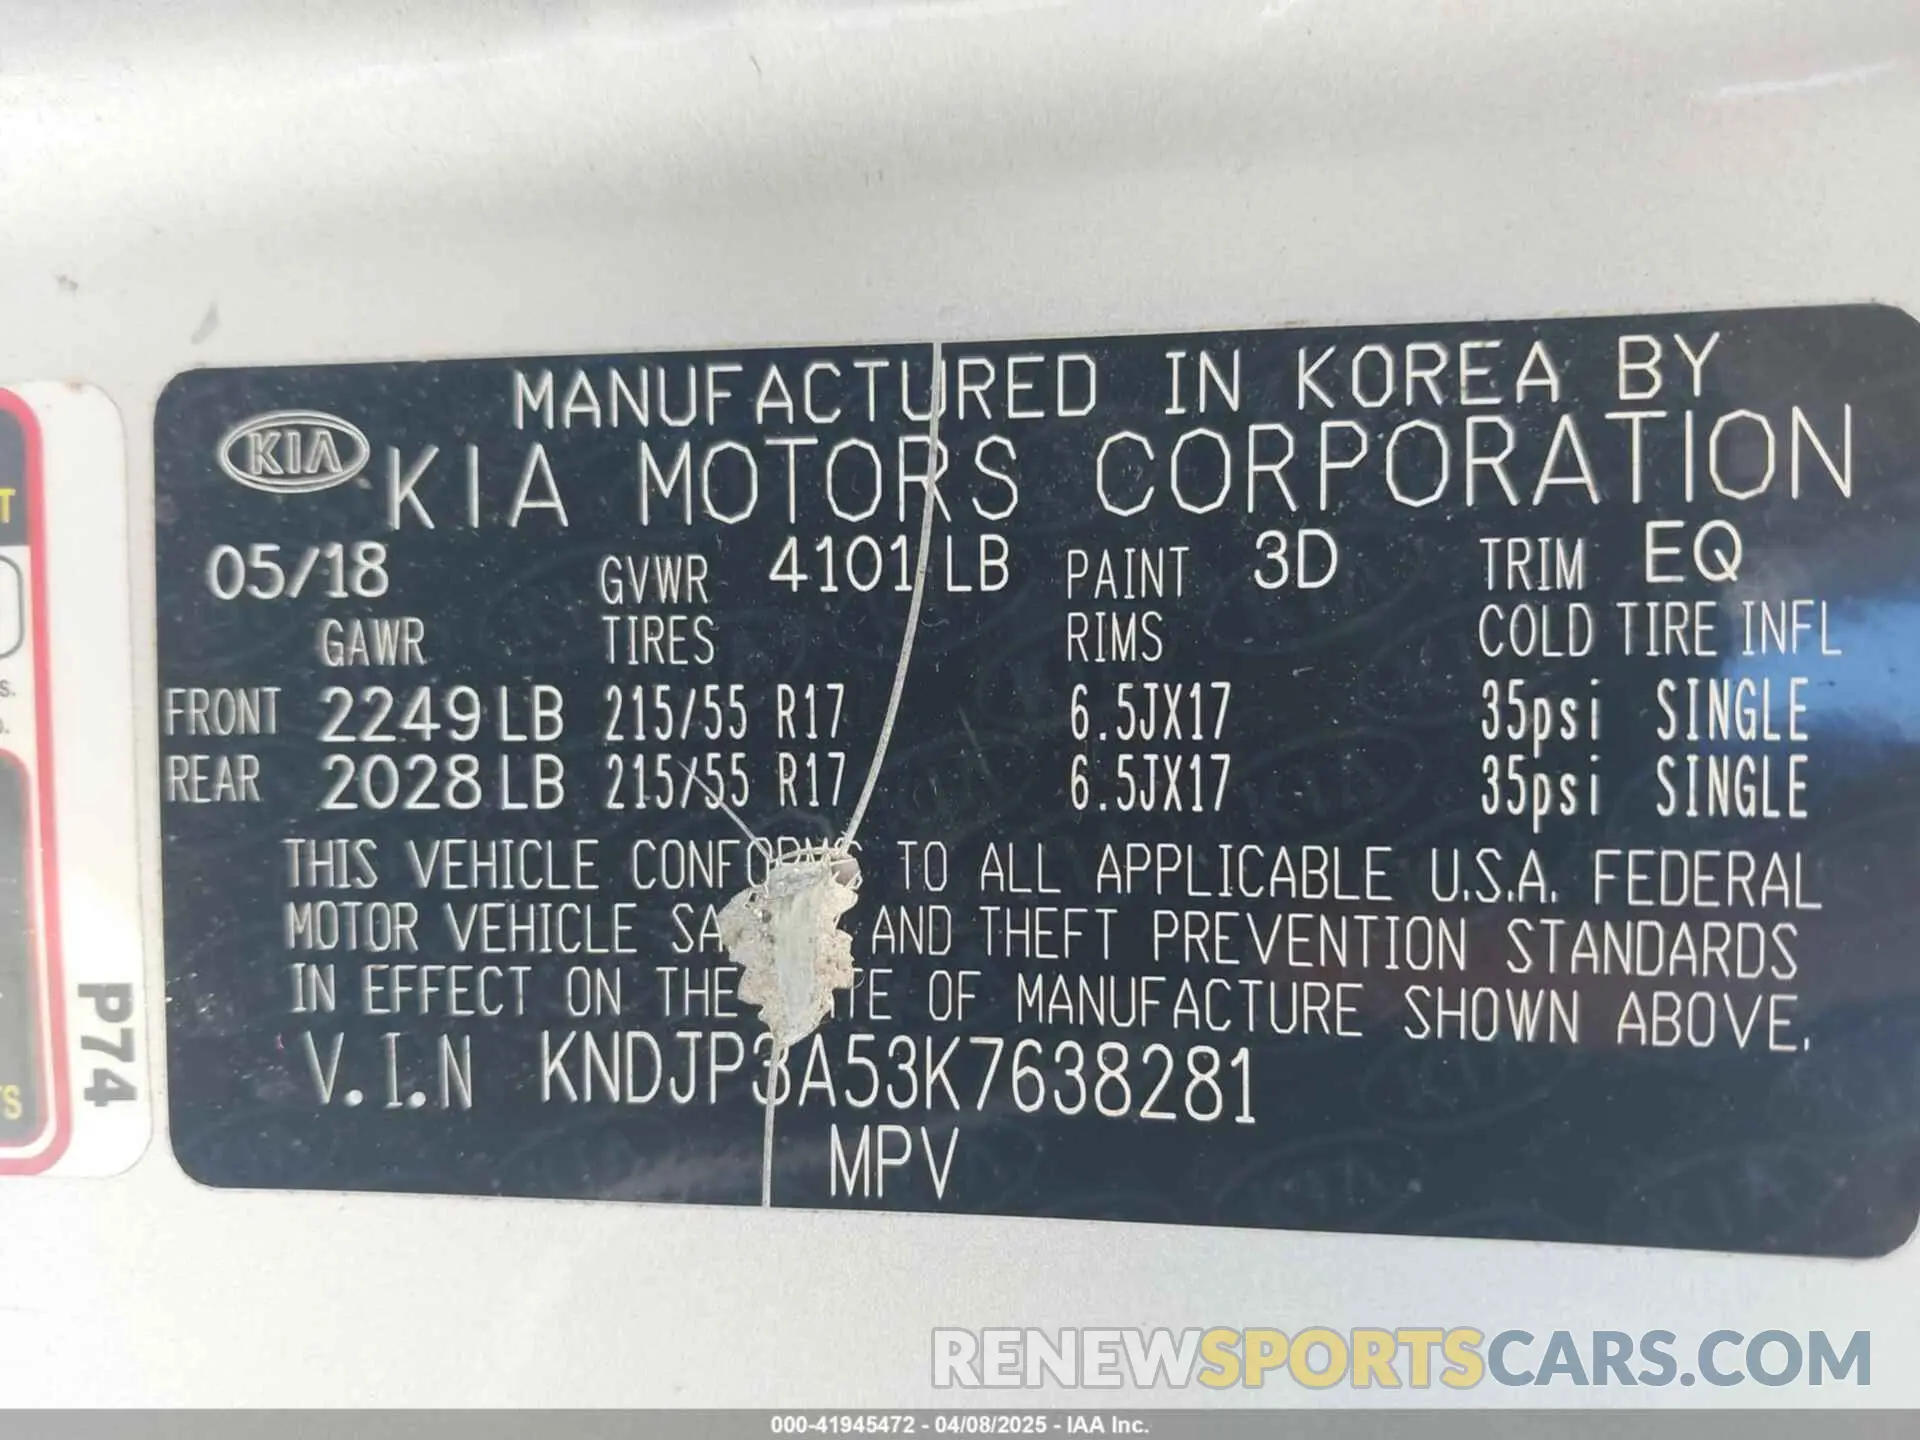 MANUFACTURED IN KOREA BY
KIA KIA MOTORS CORPORATION
05/18 GVWR 4101 LB PAINT 3D TRIM EQ
GAWR TIRES RIMS COLD TIRE INFL
FRONT 2249 LB 215/55 R17 6.5JX17 35psi SINGLE
REAR 2028 LB 215/55 R17 6.5JX17 35psi SINGLE
THIS VEHICLE CONFORMS TO ALL APPLICABLE U.S.A. FEDERAL
MOTOR VEHICLE AND THEFT PREVENTION STANDARDS
IN EFFECT ON THE OF MANUFACTURE SHOWN ABOVE.
V.I.N KNDJP3A53K7638281
MPV
P74
RENEWSPORTSCARS.COM
000-41945472 - 04/08/2025 - IAA Inc.